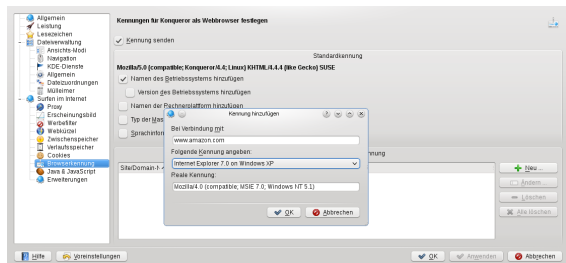 Allgemein
Leistung
Lesezeichen
Dateiverwaltung
Ansichts-Modi
Navigation
KDE-Dienste
Allgemein
Dateizuordnungen
Mülleimer
Surfen im Internet
Proxy
Erscheinungsbild
Werbefilter
Webkürzel
Zwischenspeicher
Verlaufsspeicher
Cookies
Browserkennung
Java & JavaScript
Erweiterungen
Kennungen für Konqueror als Webbrowser festlegen
Kennung senden
Standardkennung
Mozilla/5.0 (compatible; Konqueror/4.4; Linux) KHTML/4.4.4 (like Gecko) SUSE
Namen des Betriebssystems hinzufügen
Version des Betriebssystems hinzufügen
Namen der Rechnerplattform hinzufügen
Typ der Mas
Sprachinfor
nnung
Site/Domain-
Kennung hinzufügen
Bei Verbindung mit
www.amazon.com
Folgende Kennung angeben:
Internet Explorer 7.0 on Windows XP
Reale Kennung:
Mozilla/4.0 (compatible; MSIE 7.0; Windows NT 5.1)
OK
Abbrechen
Neu ...
Ändern...
Löschen
Alle löschen
Hilfe
Voreinstellungen
OK
Anwenden
Abbrechen